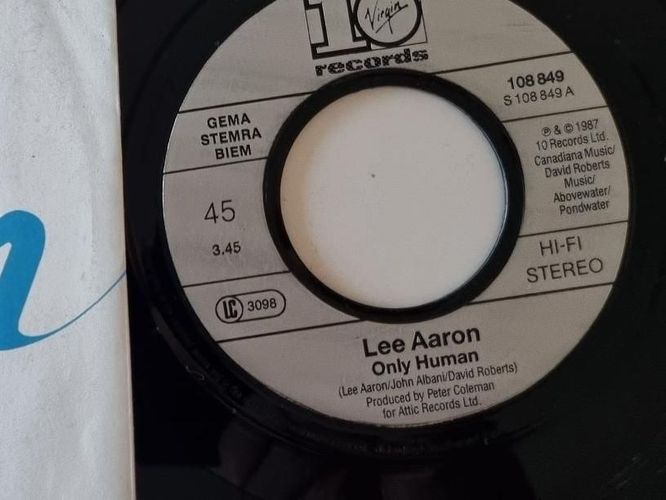 10
Virgin
records
GEMA
STEMRA
BIEM
108 849
S 108 849 A
℗ & © 1987
10 Records Ltd.
Canadiana Music/
David Roberts
Music/
Abovewater/
Pondwater
45
3.45
HI-FI
STEREO
LC 3098
Lee Aaron
Only Human
(Lee Aaron/John Albani/David Roberts)
Produced by Peter Coleman
for Attic Records Ltd.